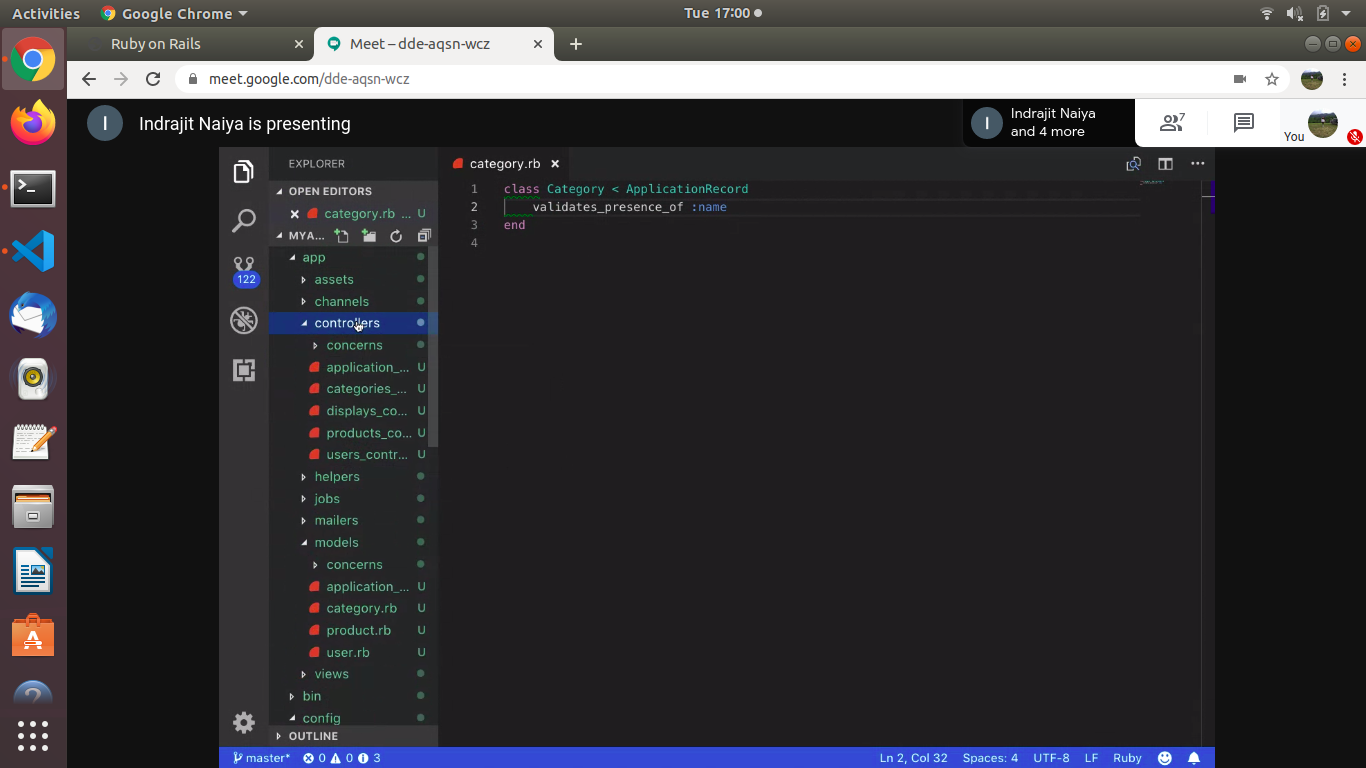 Activities Google Chrome Tue 17:00
Ruby on Rails Meet – dde-aqsn-wcz
meet.google.com/dde-aqsn-wcz
I Indrajit Naiya is presenting
I Indrajit Naiya
and 4 more
7
You
EXPLORER
OPEN EDITORS
category.rb ... U
MYA...
app
assets
channels
controllers
concerns
application_... U
categories_... U
displays_co... U
products_co... U
users_contr... U
helpers
jobs
mailers
models
concerns
application_... U
category.rb U
product.rb U
user.rb U
views
bin
config
OUTLINE
122
category.rb
1 class Category < ApplicationRecord
2 validates_presence_of :name
3 end
4
master* 0 0 3 Ln 2, Col 32 Spaces: 4 UTF-8 LF Ruby